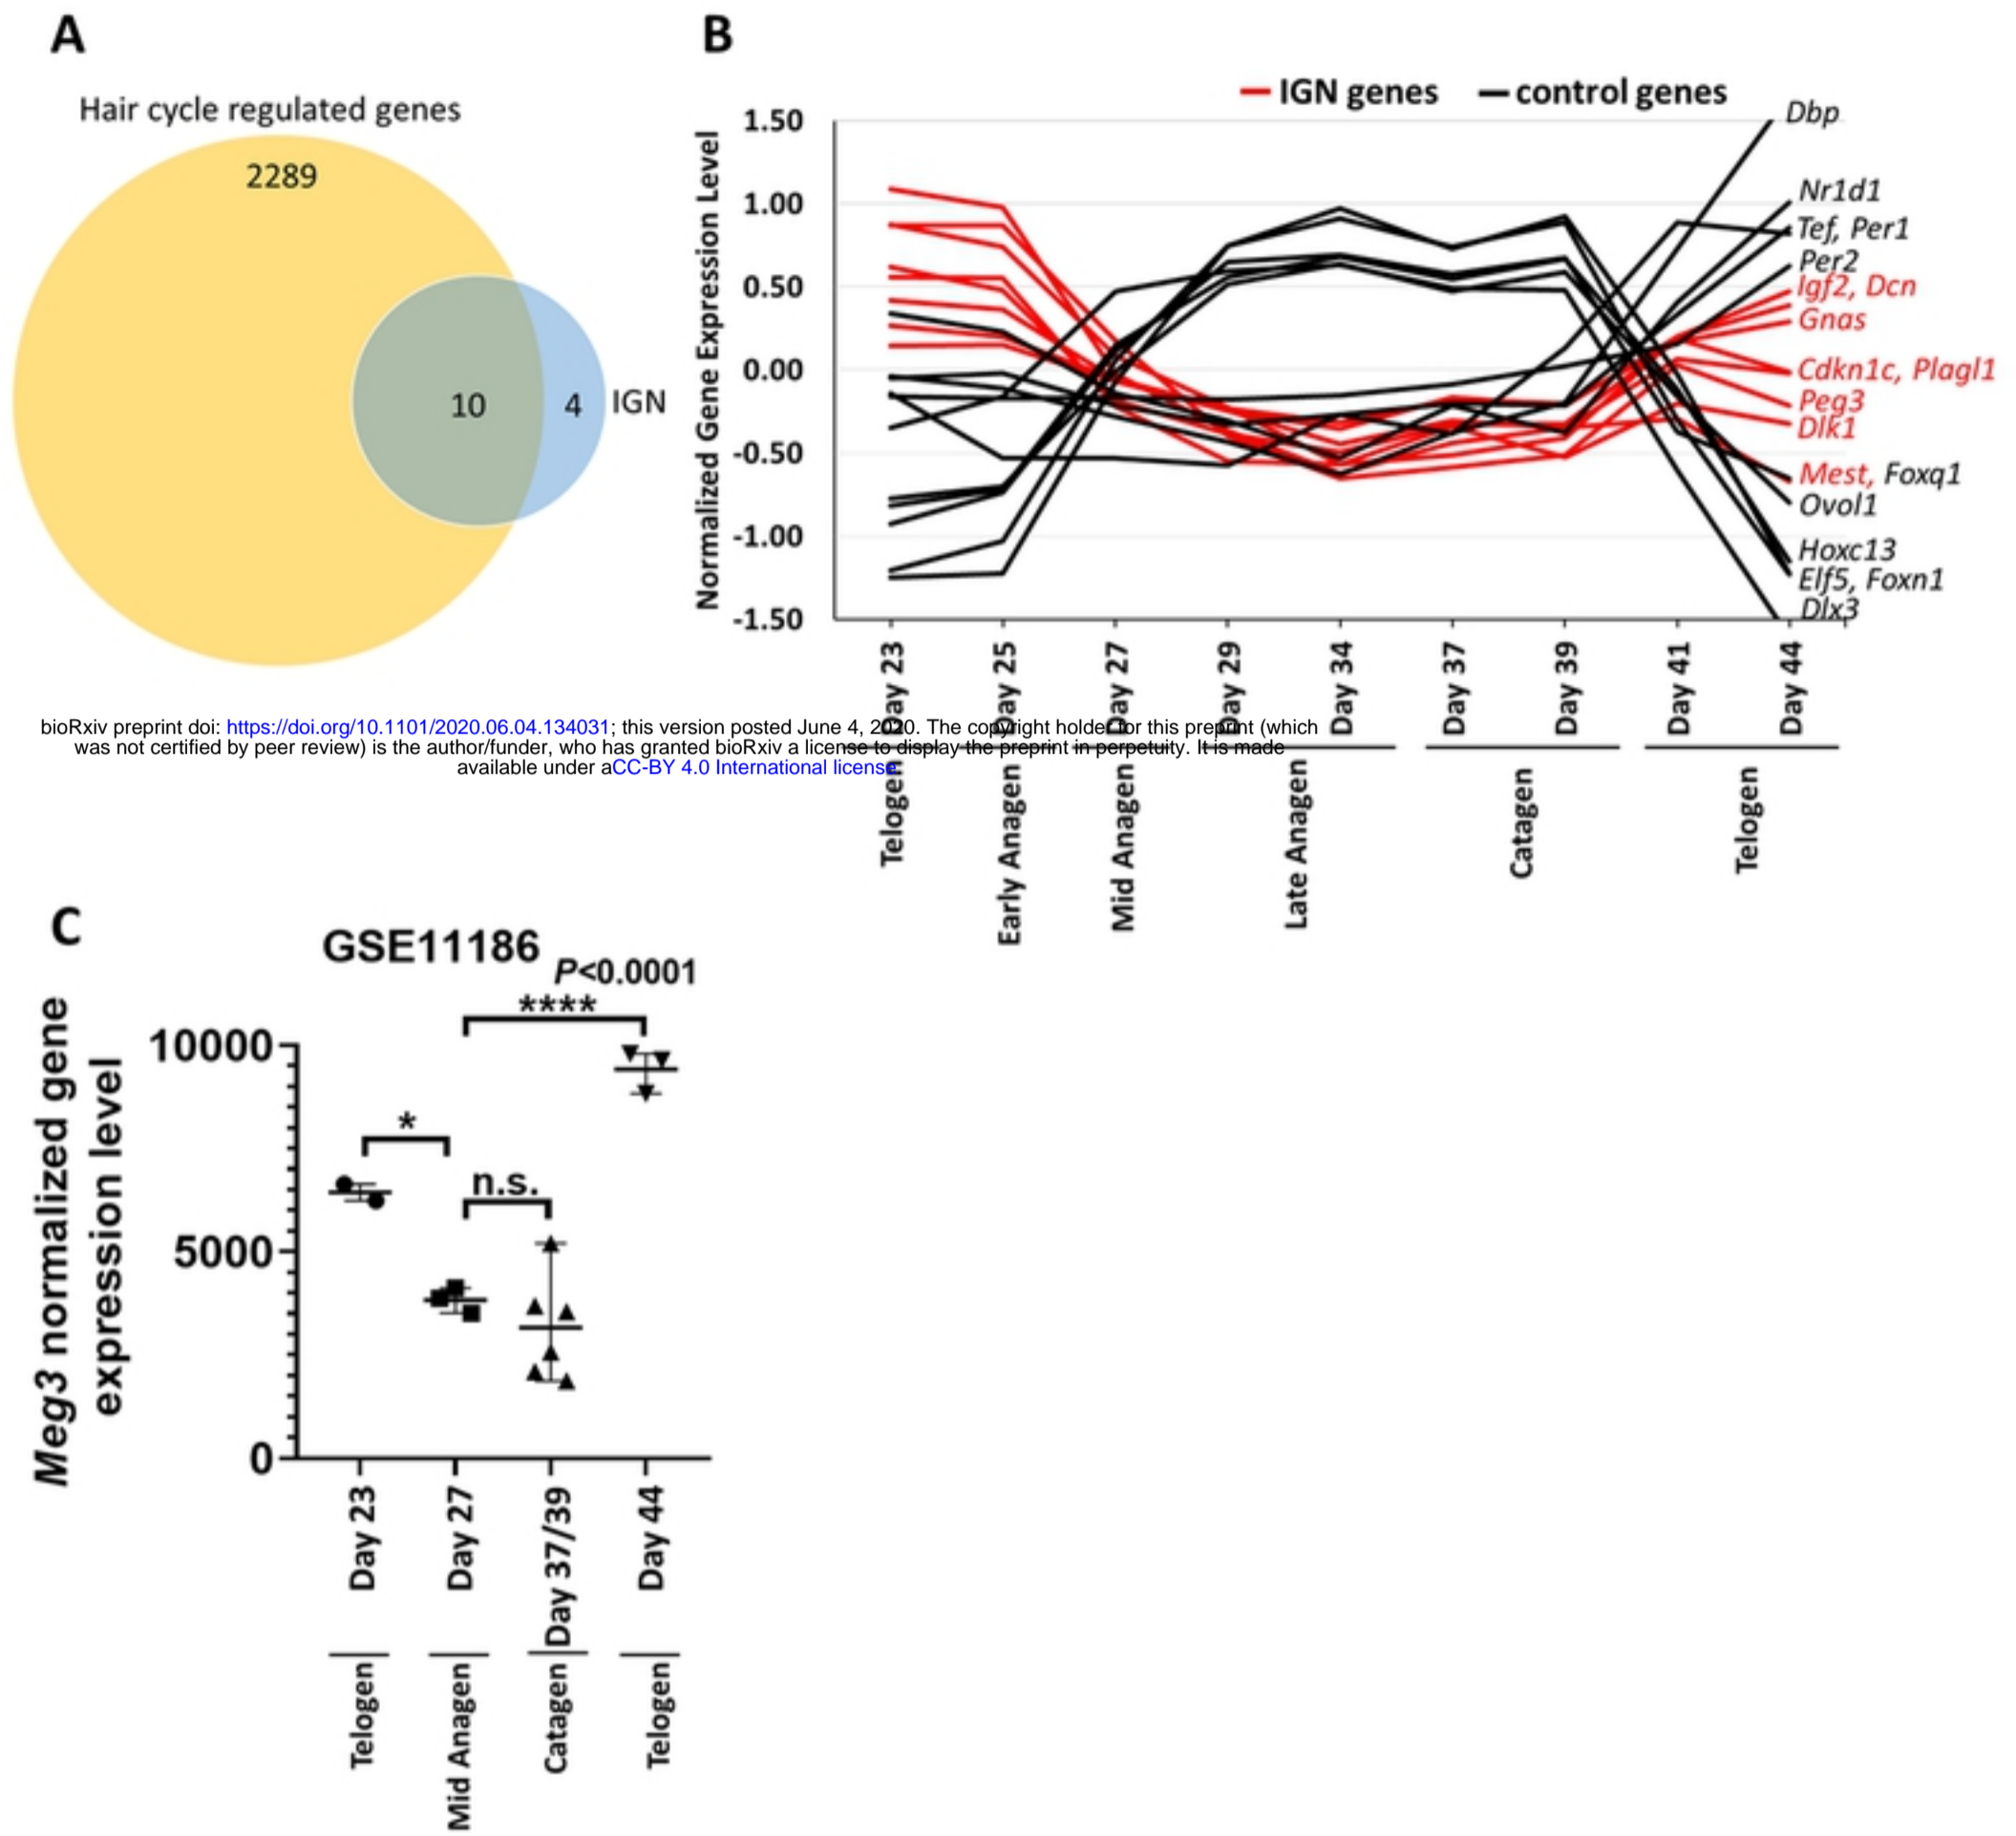 A
Hair cycle regulated genes
2289
10
4
IGN
B
IGN genes
control genes
Normalized Gene Expression Level
1.50
1.00
0.50
0.00
-0.50
-1.00
-1.50
Dbp
Nr1d1
Tef, Per1
Per2
Igf2, Dcn
Gnas
Cdkn1c, Plagl1
Peg3
Dlk1
Mest, Foxq1
Ovol1
Hoxc13
Elf5, Foxn1
Dlx3
Day 23
Day 25
Day 27
Day 29
Day 34
Day 37
Day 39
Day 41
Day 44
Telogen
Early Anagen
Mid Anagen
Late Anagen
Catagen
Telogen
bioRxiv preprint doi: https://doi.org/10.1101/2020.06.04.134031; this version posted June 4, 2020. The copyright holder for this preprint (which
was not certified by peer review) is the author/funder, who has granted bioRxiv a license to display the preprint in perpetuity. It is made
available under aCC-BY 4.0 International license.
C
GSE11186
P<0.0001
****
*
n.s.
Meg3 normalized gene
expression level
10000
5000
0
Day 23
Day 27
Day 37/39
Day 44
Telogen
Mid Anagen
Catagen
Telogen